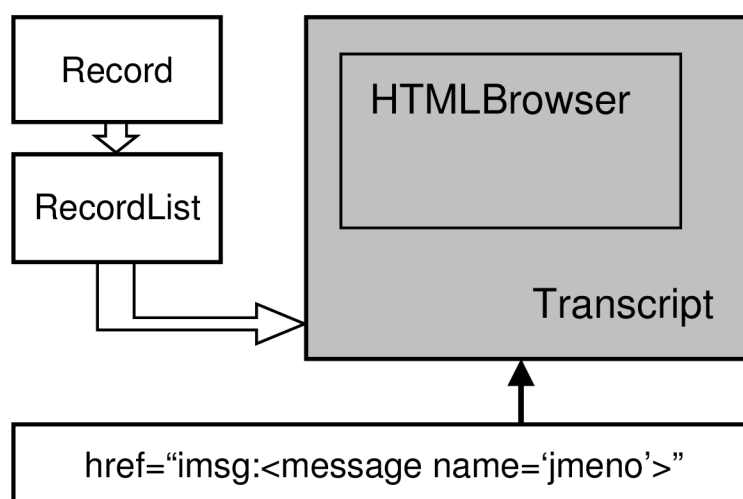 Record
HTMLBrowser
RecordList
Transcript
href=“imsg:<message name=‘jmeno’>”